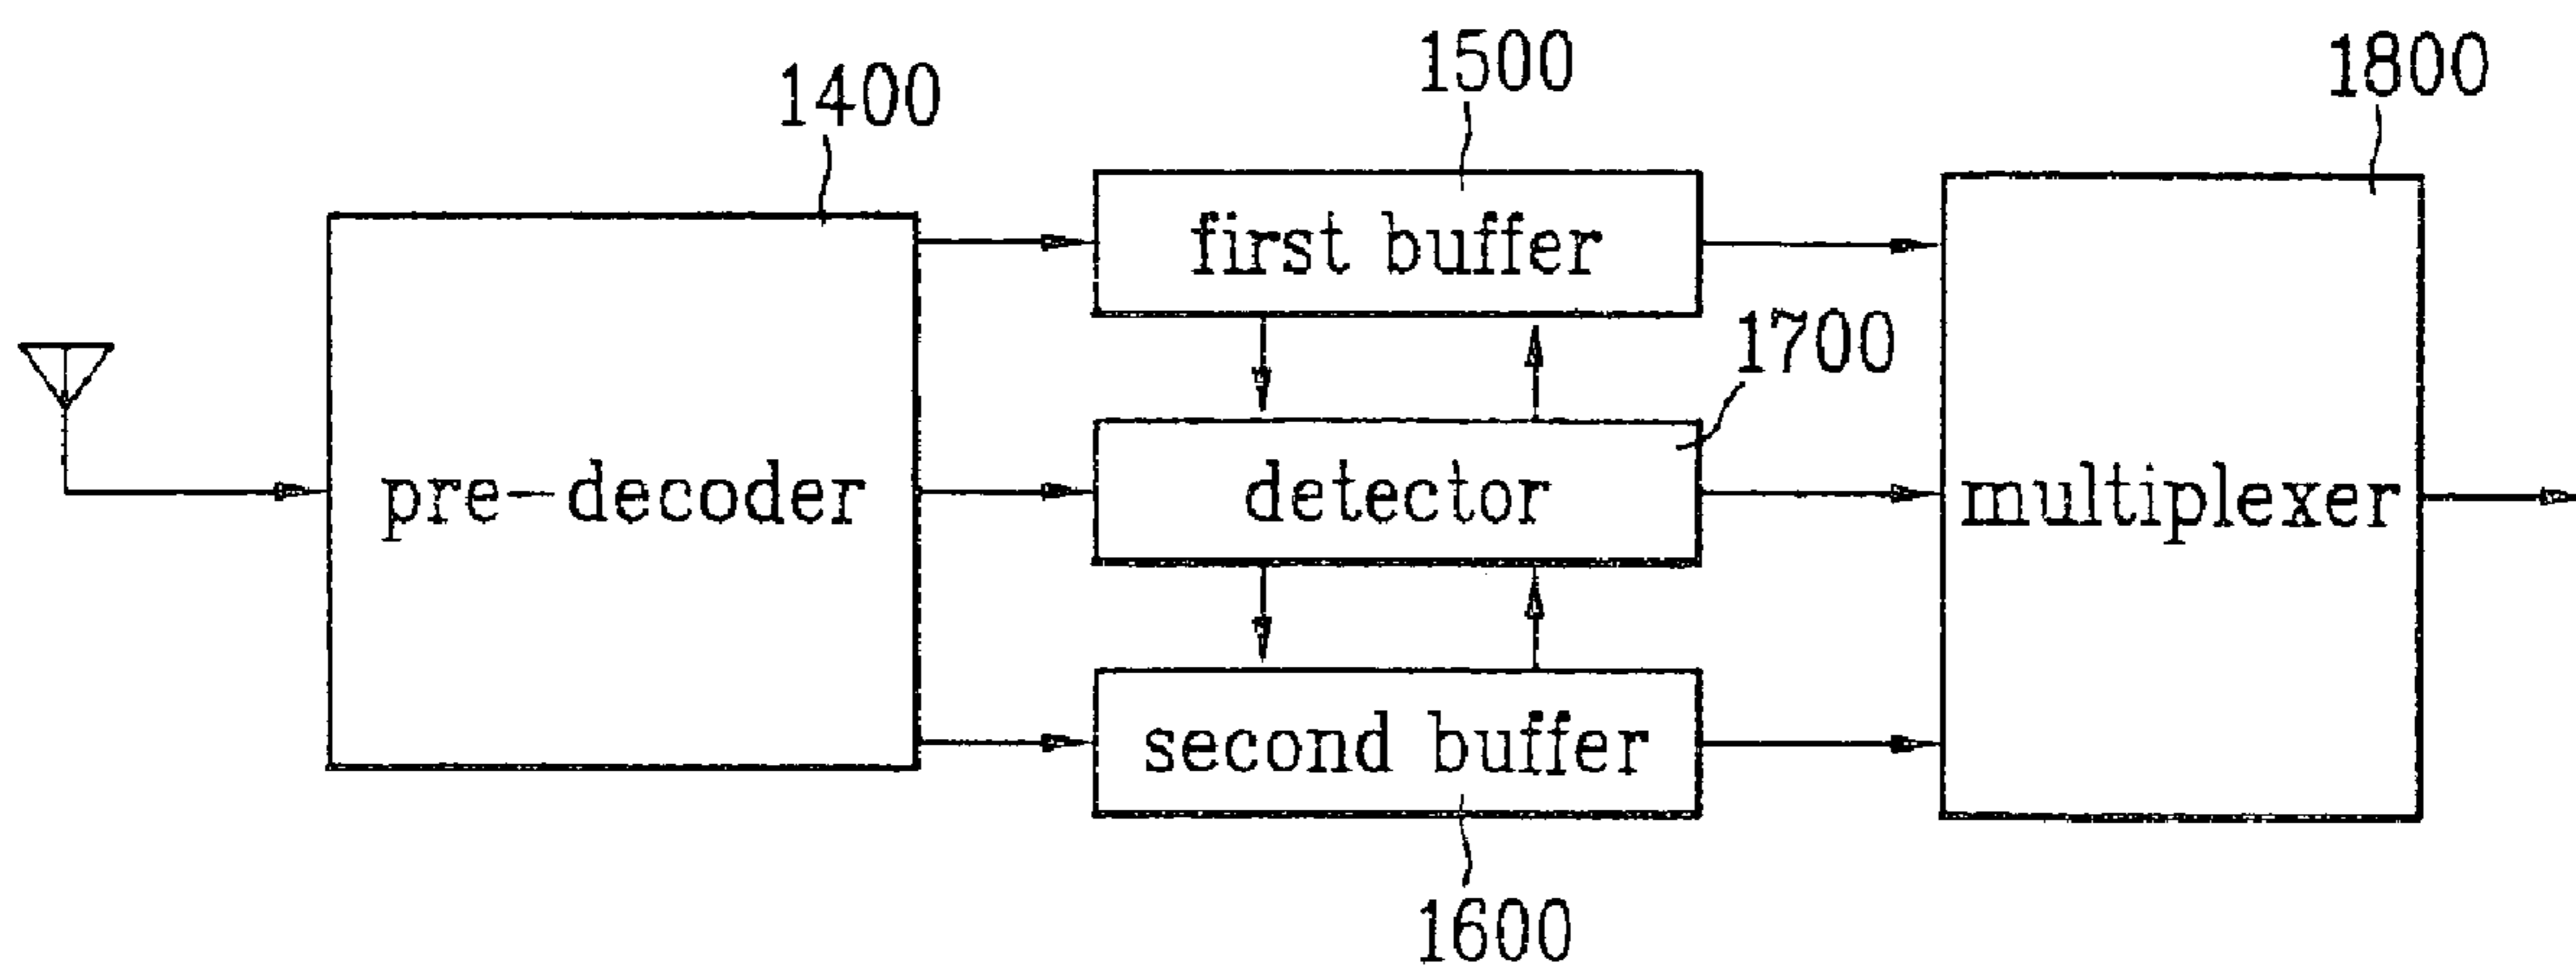 1400
1500
1800
first buffer
1700
pre-decoder
detector
multiplexer
second buffer
1600